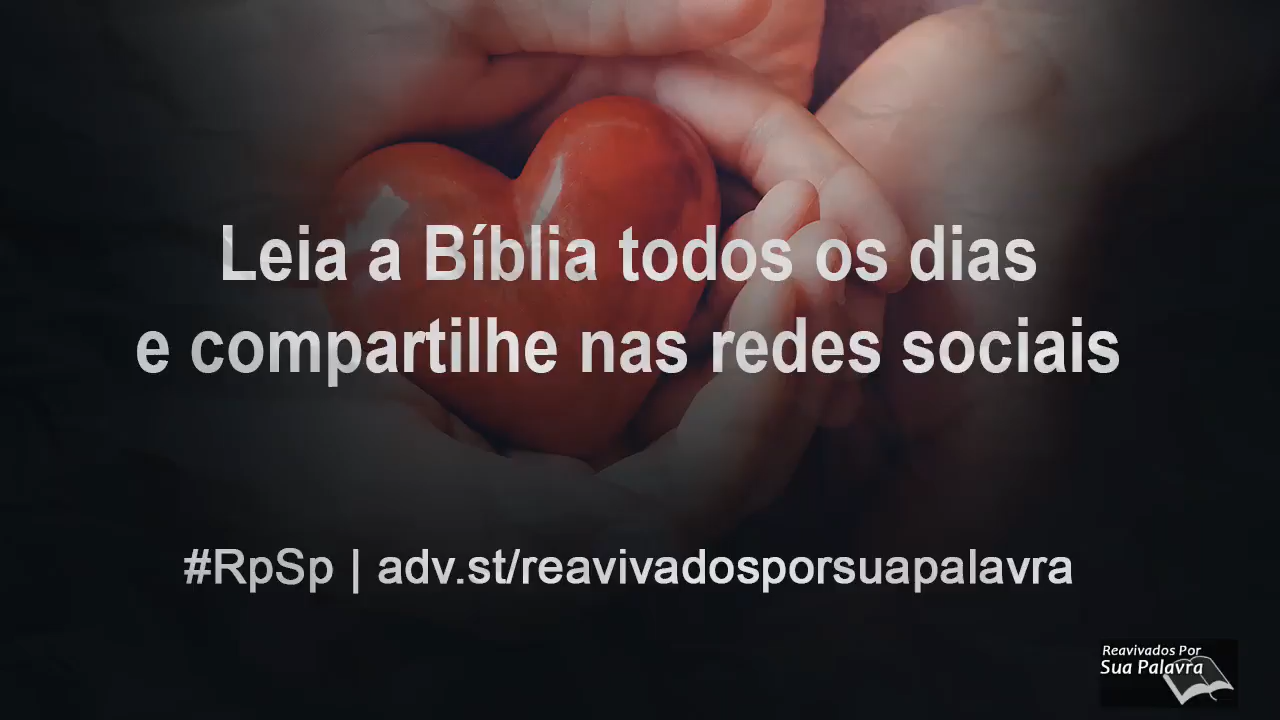 Leia a Bíblia todos os dias
e compartilhe nas redes sociais
#RpSp | adv.st/reavivadosporsuapalavra
Reavivados Por
Sua Palavra